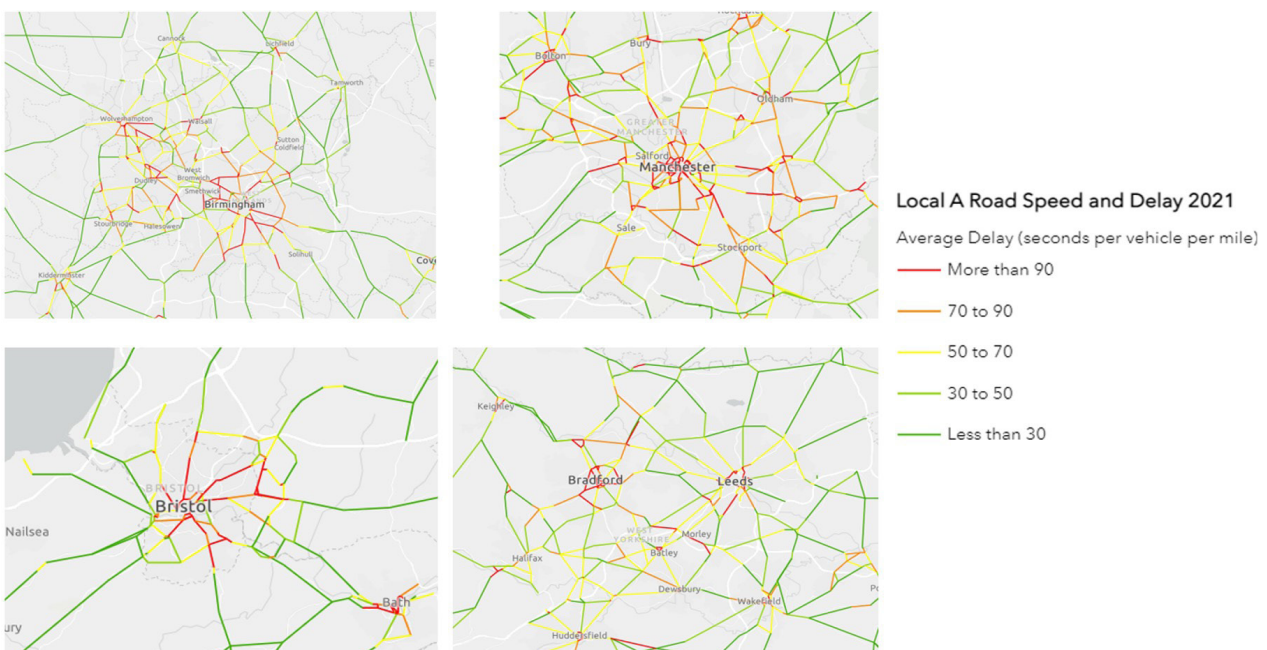 Cannock
Lichfield
Tamworth
Wolverhampton
Walsall
Sutton
Coldfield
West
Bromwich
Dudley
Smethwick
Birmingham
Stourbridge
Halesowen
Solihull
Cov
Kidderminster
Bury
Bolton
Oldham
GREATER
MANCHESTER
Salford
Manchester
Sale
Stockport
Local A Road Speed and Delay 2021
Average Delay (seconds per vehicle per mile)
More than 90
70 to 90
50 to 70
30 to 50
Less than 30
BRISTOL
Bristol
Nailsea
Bath
ury
Keighley
Bradford
Leeds
WEST
YORKSHIRE
Morley
Batley
Halifax
Dewsbury
Wakefield
Po
Huddersfield